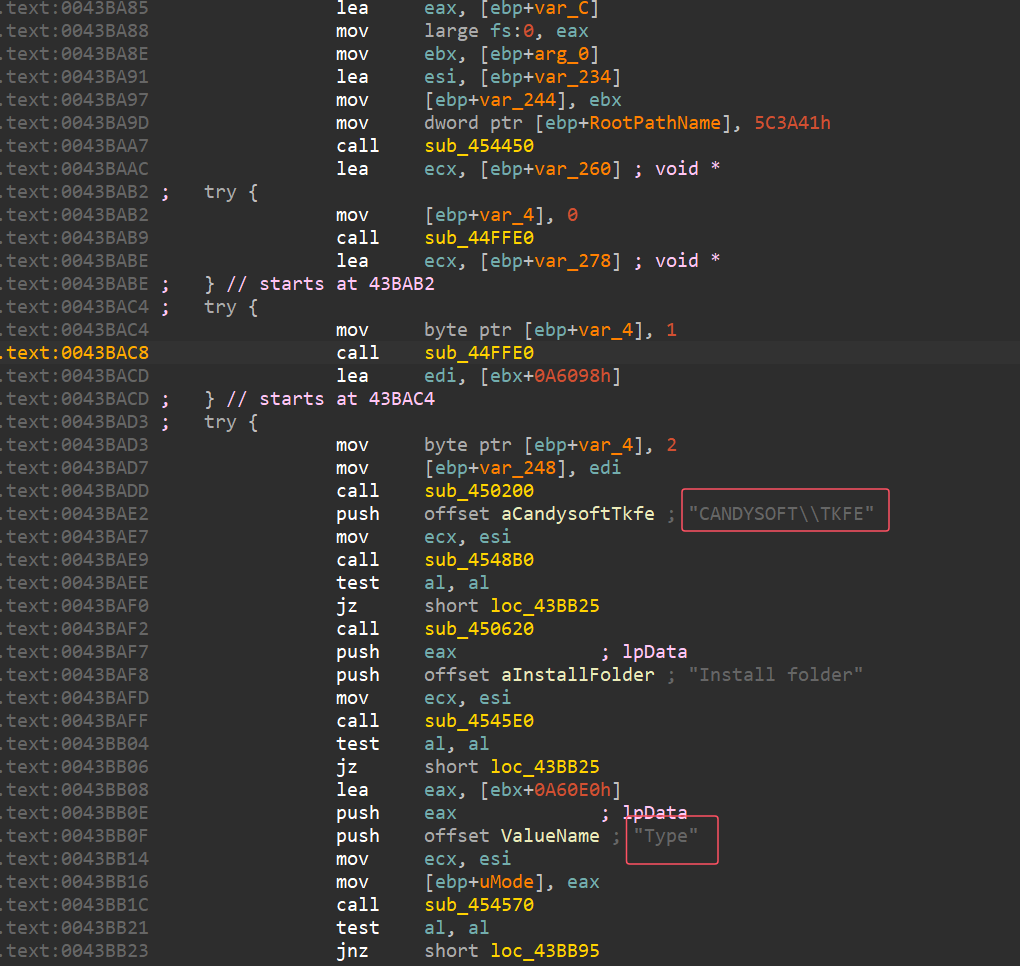 .text:0043BA85 lea eax, [ebp+var_C]
.text:0043BA88 mov large fs:0, eax
.text:0043BA8E mov ebx, [ebp+arg_0]
.text:0043BA91 lea esi, [ebp+var_234]
.text:0043BA97 mov [ebp+var_244], ebx
.text:0043BA9D mov dword ptr [ebp+RootPathName], 5C3A41h
.text:0043BAA7 call sub_454450
.text:0043BAAC lea ecx, [ebp+var_260] ; void *
.text:0043BAB2 ; try {
.text:0043BAB2 mov [ebp+var_4], 0
.text:0043BAB9 call sub_44FFE0
.text:0043BABE lea ecx, [ebp+var_278] ; void *
.text:0043BABE ; } // starts at 43BAB2
.text:0043BAC4 ; try {
.text:0043BAC4 mov byte ptr [ebp+var_4], 1
.text:0043BAC8 call sub_44FFE0
.text:0043BACD lea edi, [ebx+0A6098h]
.text:0043BACD ; } // starts at 43BAC4
.text:0043BAD3 ; try {
.text:0043BAD3 mov byte ptr [ebp+var_4], 2
.text:0043BAD7 mov [ebp+var_248], edi
.text:0043BADD call sub_450200
.text:0043BAE2 push offset aCandysoftTkfe ; "CANDYSOFT\\TKFE"
.text:0043BAE7 mov ecx, esi
.text:0043BAE9 call sub_4548B0
.text:0043BAEE test al, al
.text:0043BAF0 jz short loc_43BB25
.text:0043BAF2 call sub_450620
.text:0043BAF7 push eax ; lpData
.text:0043BAF8 push offset aInstallFolder ; "Install folder"
.text:0043BAFD mov ecx, esi
.text:0043BAFF call sub_4545E0
.text:0043BB04 test al, al
.text:0043BB06 jz short loc_43BB25
.text:0043BB08 lea eax, [ebx+0A60E0h]
.text:0043BB0E push eax ; lpData
.text:0043BB0F push offset ValueName ; "Type"
.text:0043BB14 mov ecx, esi
.text:0043BB16 mov [ebp+uMode], eax
.text:0043BB1C call sub_454570
.text:0043BB21 test al, al
.text:0043BB23 jnz short loc_43BB95